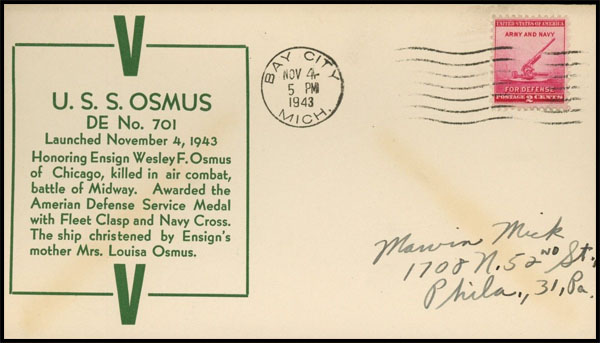 V
U. S. S. OSMUS
DE No. 701
Launched November 4, 1943
Honoring Ensign Wesley F. Osmus
of Chicago, killed in air combat,
battle of Midway. Awarded the
Amerian Defense Service Medal
with Fleet Clasp and Navy Cross.
The ship christened by Ensign's
mother Mrs. Louisa Osmus.
V
BAY CITY
NOV 4
5 PM
1943
MICH.
UNITED STATES OF AMERICA
ARMY AND NAVY
FOR DEFENSE
POSTAGE 2 CENTS
Marvin Mick
1708 N. 52ND St.
Phila., 31, Pa.